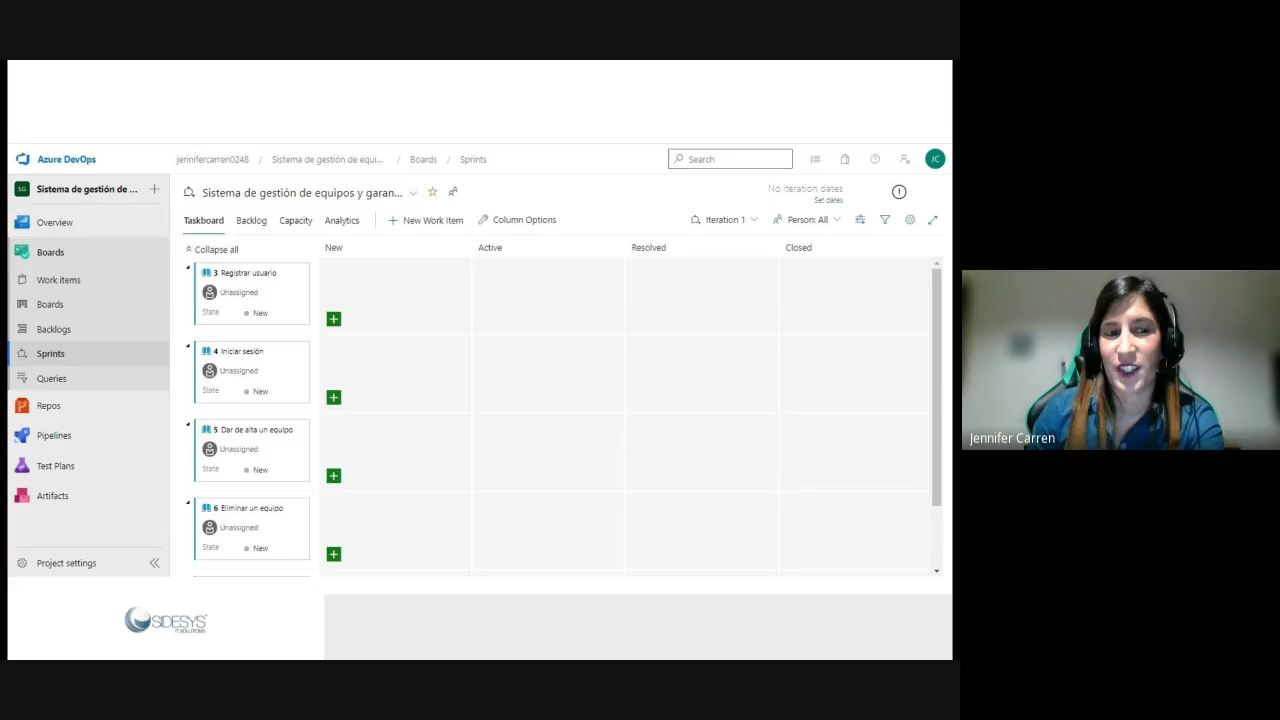 Azure DevOps
jennifercarren0248 / Sistema de gestión de equi... / Boards / Sprints
Search
JC
SG Sistema de gestión de ...
Sistema de gestión de equipos y garan...
No iteration dates
Set dates
Overview
Boards
Work items
Boards
Backlogs
Sprints
Queries
Repos
Pipelines
Test Plans
Artifacts
Project settings
Taskboard Backlog Capacity Analytics New Work Item Column Options
Iteration 1 Person: All
Collapse all New Active Resolved Closed
3 Registrar usuario
Unassigned
State New
4 Iniciar sesión
Unassigned
State New
5 Dar de alta un equipo
Unassigned
State New
6 Eliminar un equipo
Unassigned
State New
SIDESYS
IT SOLUTIONS
Jennifer Carren